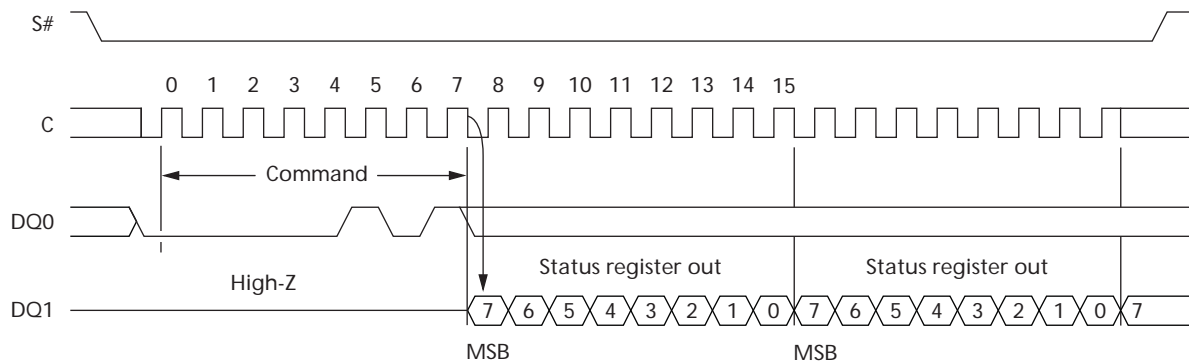 S#
0 1 2 3 4 5 6 7 8 9 10 11 12 13 14 15
C
Command
DQ0
High-Z Status register out Status register out
DQ1 7 6 5 4 3 2 1 0 7 6 5 4 3 2 1 0 7
MSB MSB